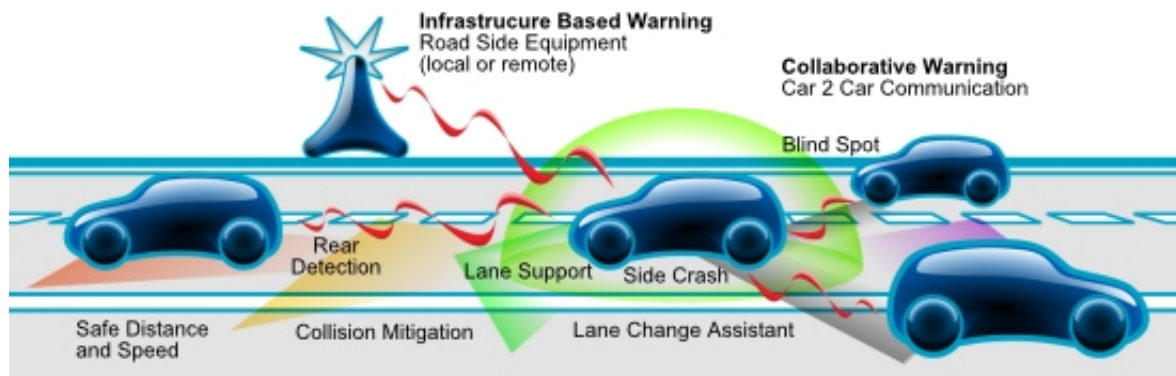 Infrastrucure Based Warning
Road Side Equipment
(local or remote)
Collaborative Warning
Car 2 Car Communication
Blind Spot
Rear
Detection
Lane Support
Side Crash
Safe Distance
and Speed
Collision Mitigation
Lane Change Assistant